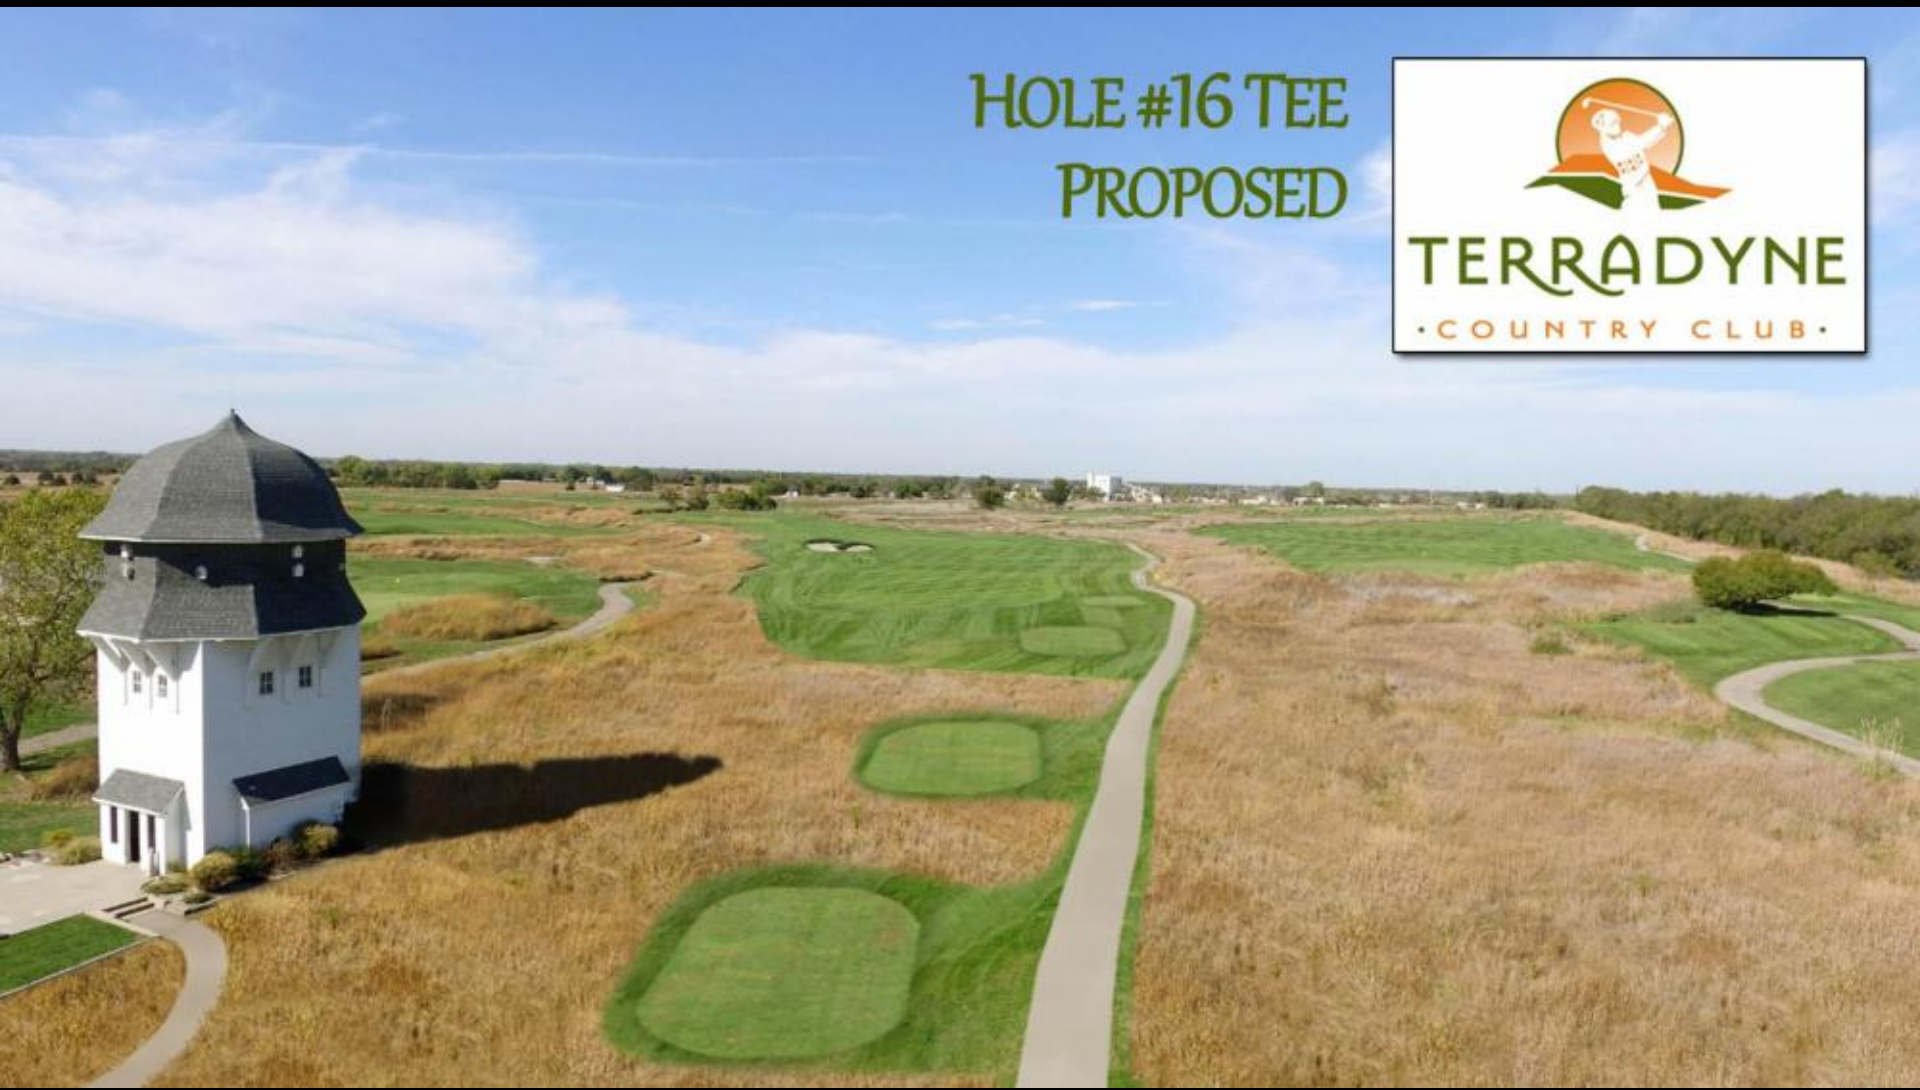 HOLE #16 TEE
PROPOSED
TERRADYNE
· COUNTRY CLUB ·